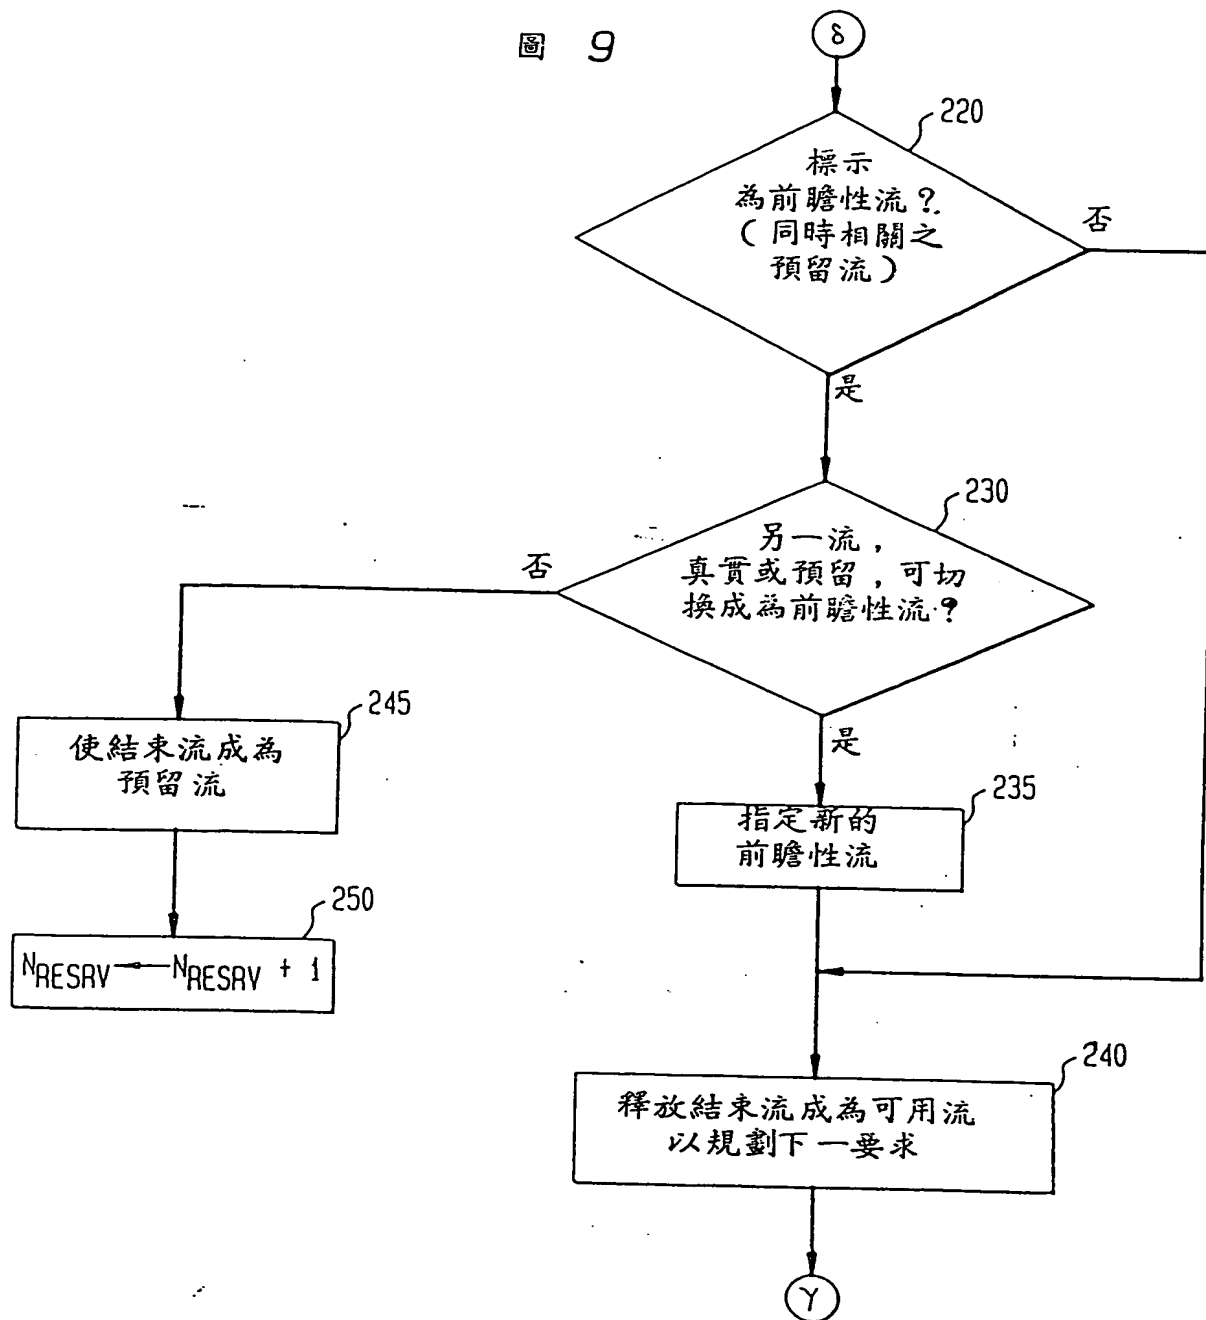 圖 9
δ
220
標示
為前瞻性流？
（同時相關之
預留流）
否
是
230
另一流，
真實或預留，可切
換成為前瞻性流？
否
是
245
使結束流成為
預留流
235
指定新的
前瞻性流
250
NRESRV ← NRESRV + 1
240
釋放結束流成為可用流
以規劃下一要求
γ